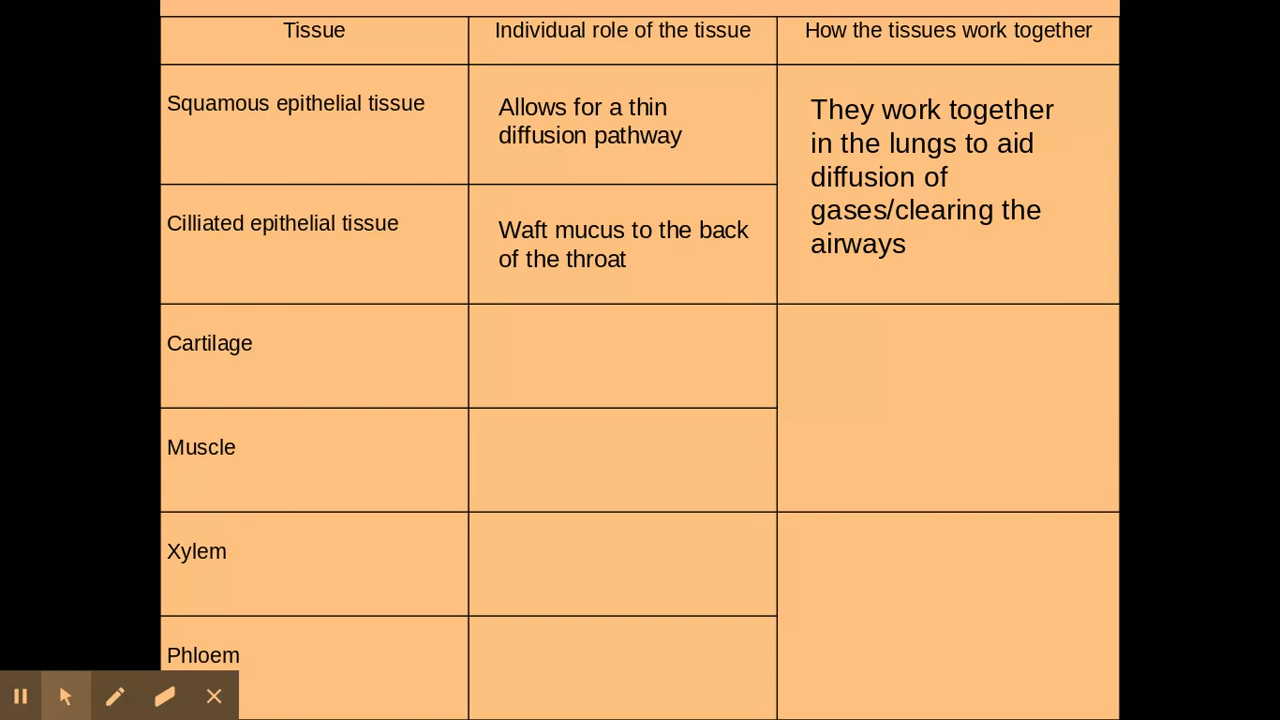 Tissue
Individual role of the tissue
How the tissues work together
Squamous epithelial tissue
Allows for a thin
diffusion pathway
They work together
in the lungs to aid
diffusion of
gases/clearing the
airways
Cilliated epithelial tissue
Waft mucus to the back
of the throat
Cartilage
Muscle
Xylem
Phloem